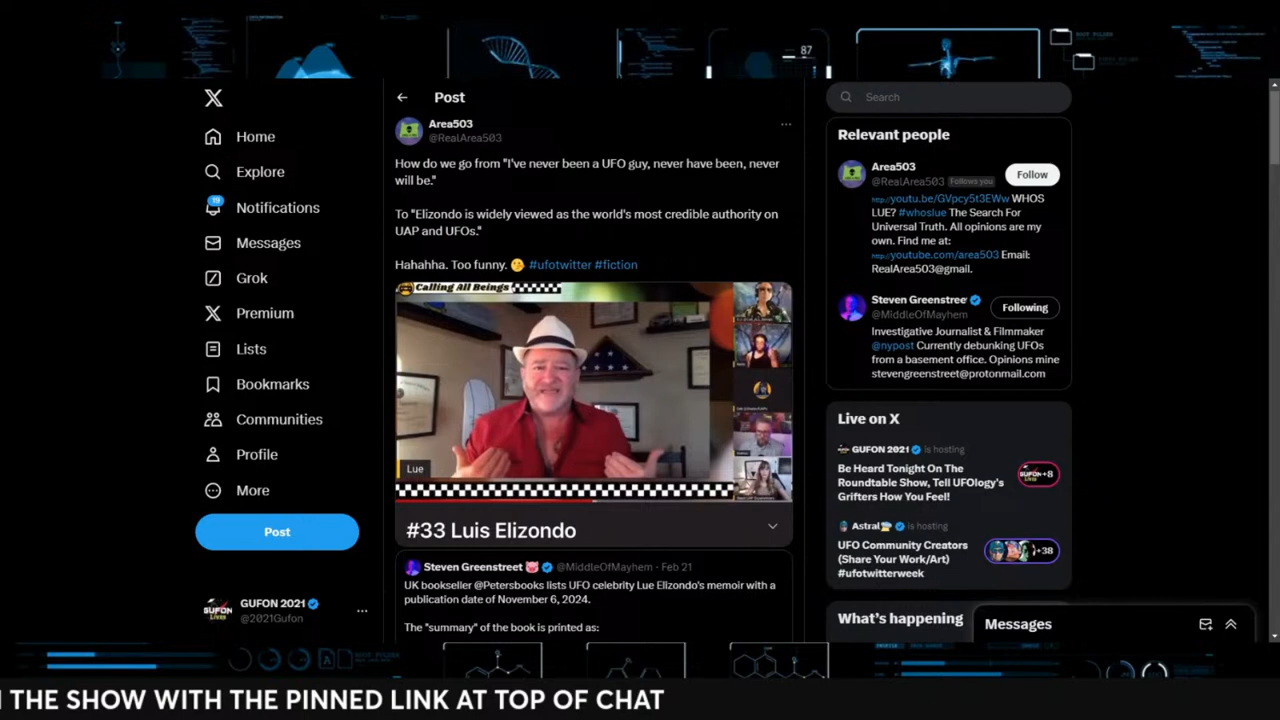 87
X
Home
Explore
19
Notifications
Messages
Grok
Premium
Lists
Bookmarks
Communities
Profile
More
Post
GUFON 2021
@2021Gufon
Post
Area503
@RealArea503
How do we go from "I've never been a UFO guy, never have been, never
will be."
To "Elizondo is widely viewed as the world's most credible authority on
UAP and UFOs."
Hahahha. Too funny. 🤫 #ufotwitter #fiction
Calling All Beings
Lue
#33 Luis Elizondo
Steven Greenstreet 🐷 @MiddleOfMayhem · Feb 21
UK bookseller @Petersbooks lists UFO celebrity Lue Elizondo's memoir with a
publication date of November 6, 2024.
The "summary" of the book is printed as:
Search
Relevant people
Area503
@RealArea503 Follows you
Follow
http://youtu.be/GVpcy5t3EWw WHOS
LUE? #whoslue The Search For
Universal Truth. All opinions are my
own. Find me at:
http://youtube.com/area503 Email:
RealArea503@gmail.
Steven Greenstreet
@MiddleOfMayhem
Following
Investigative Journalist & Filmmaker
@nypost Currently debunking UFOs
from a basement office. Opinions mine
stevengreenstreet@protonmail.com
Live on X
GUFON 2021 is hosting
Be Heard Tonight On The
Roundtable Show, Tell UFOlogy's
Grifters How You Feel!
+8
Astral is hosting
UFO Community Creators
(Share Your Work/Art)
#ufotwitterweek
+38
What's happening
Messages
THE SHOW WITH THE PINNED LINK AT TOP OF CHAT